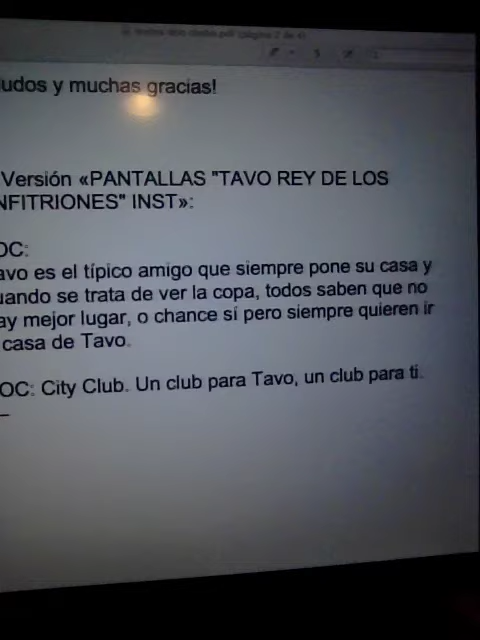 udos y muchas gracias!
Versión «PANTALLAS "TAVO REY DE LOS
NFITRIONES" INST»:
OC:
avo es el típico amigo que siempre pone su casa y
uando se trata de ver la copa, todos saben que no
ay mejor lugar, o chance sí pero siempre quieren ir
casa de Tavo.
OC: City Club. Un club para Tavo, un club para ti.